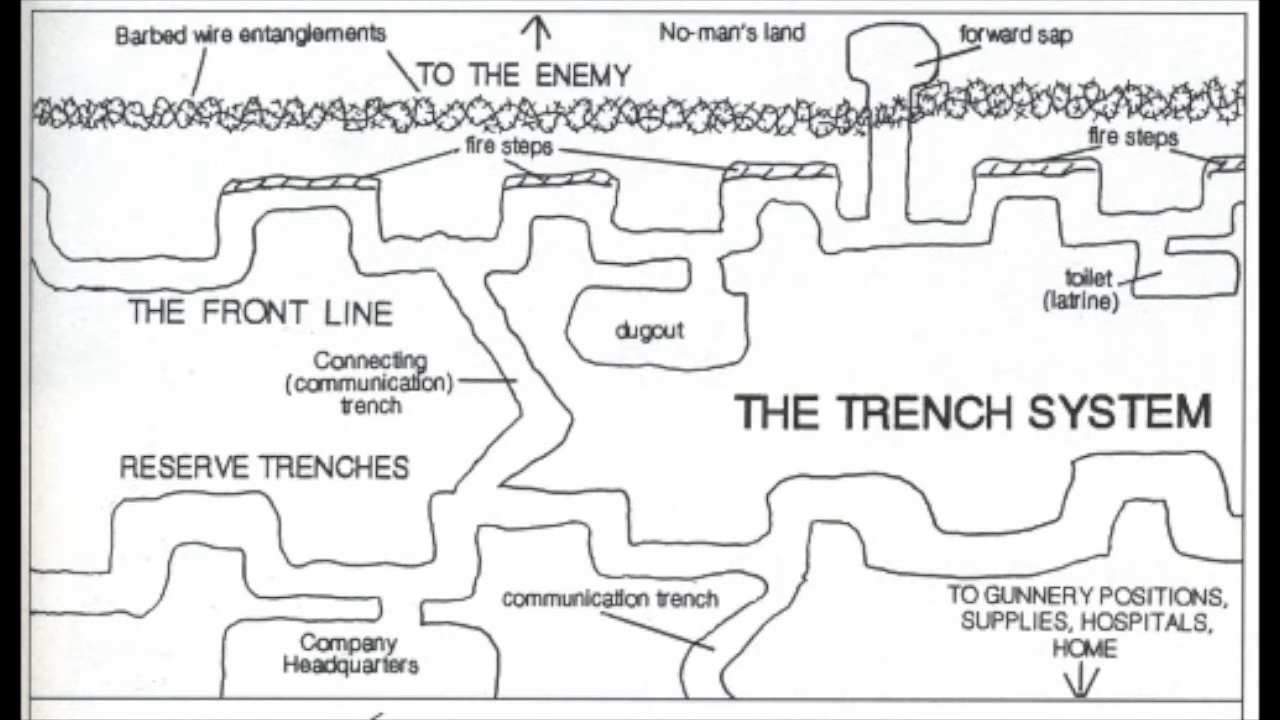 Barbed wire entanglements
No-man's land
forward sap
TO THE ENEMY
fire steps
fire steps
toilet
(latrine)
THE FRONT LINE
dugout
Connecting
(communication)
trench
THE TRENCH SYSTEM
RESERVE TRENCHES
communication trench
TO GUNNERY POSITIONS,
SUPPLIES, HOSPITALS,
HOME
Company
Headquarters